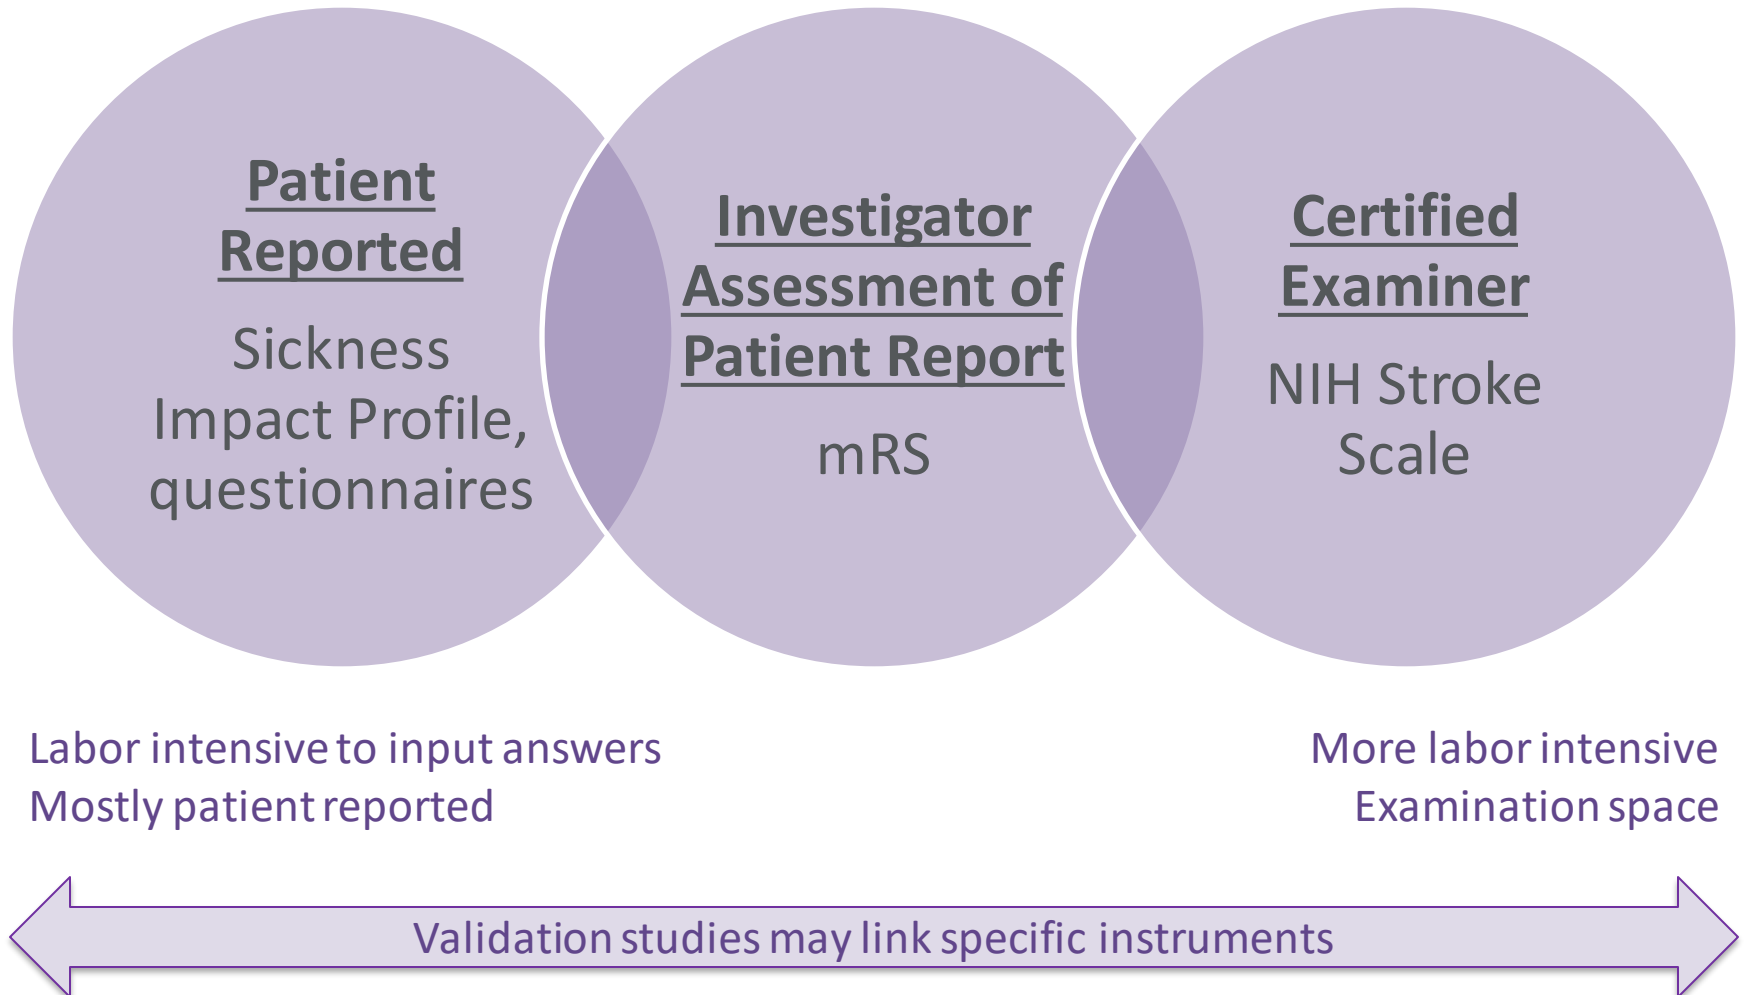 Patient
Reported
Sickness
Impact Profile,
questionnaires
Investigator
Assessment of
Patient Report
mRS
Certified
Examiner
NIH Stroke
Scale
Labor intensive to input answers
Mostly patient reported
More labor intensive
Examination space
Validation studies may link specific instruments